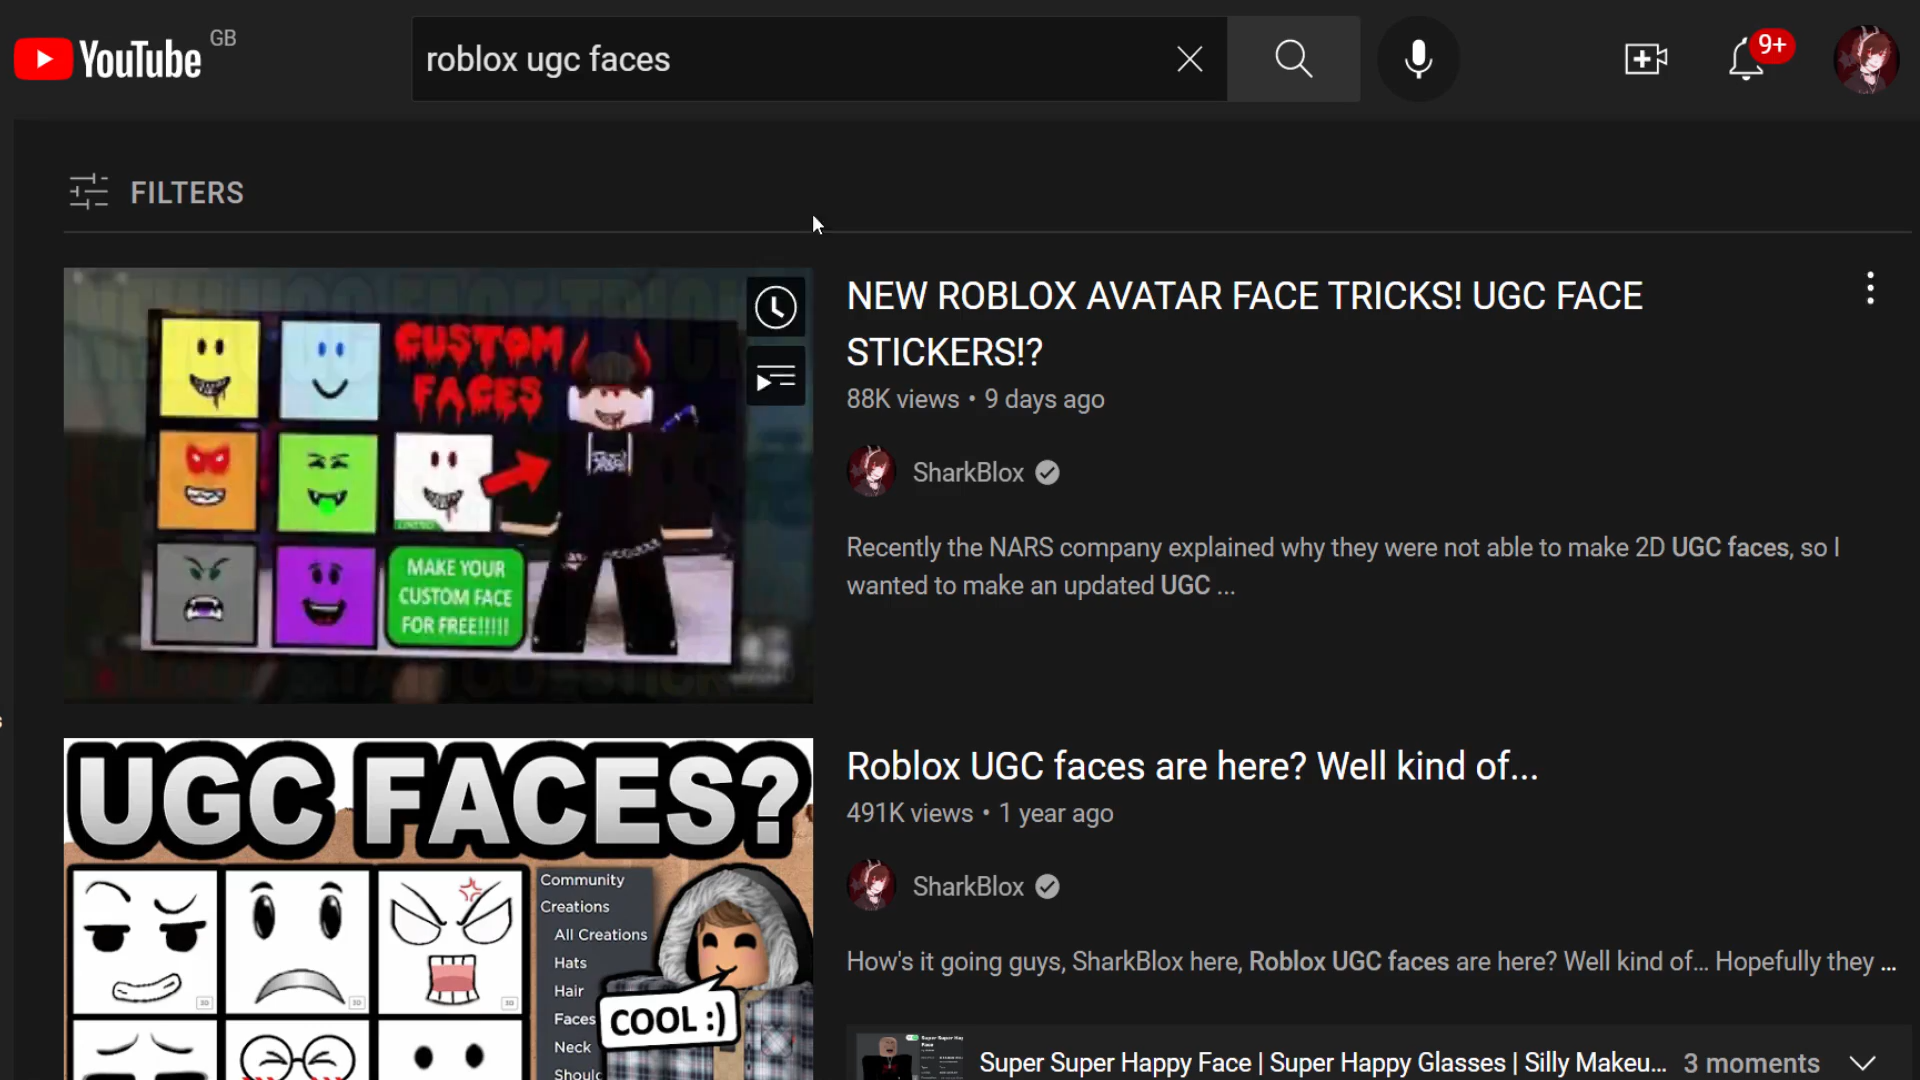 YouTube GB
roblox ugc faces
9+
FILTERS
CUSTOM
FACES
LIMITED
MAKE YOUR
CUSTOM FACE
FOR FREE!!!!!
NEW ROBLOX AVATAR FACE TRICKS! UGC FACE
STICKERS!?
88K views • 9 days ago
SharkBlox
Recently the NARS company explained why they were not able to make 2D UGC faces, so I
wanted to make an updated UGC ...
UGC FACES?
Community
Creations
All Creations
Hats
Hair
Faces
Neck
COOL :)
3D
3D
3D
Roblox UGC faces are here? Well kind of...
491K views • 1 year ago
SharkBlox
How's it going guys, SharkBlox here, Roblox UGC faces are here? Well kind of... Hopefully they ...
Super Super Happy Face | Super Happy Glasses | Silly Makeu... 3 moments